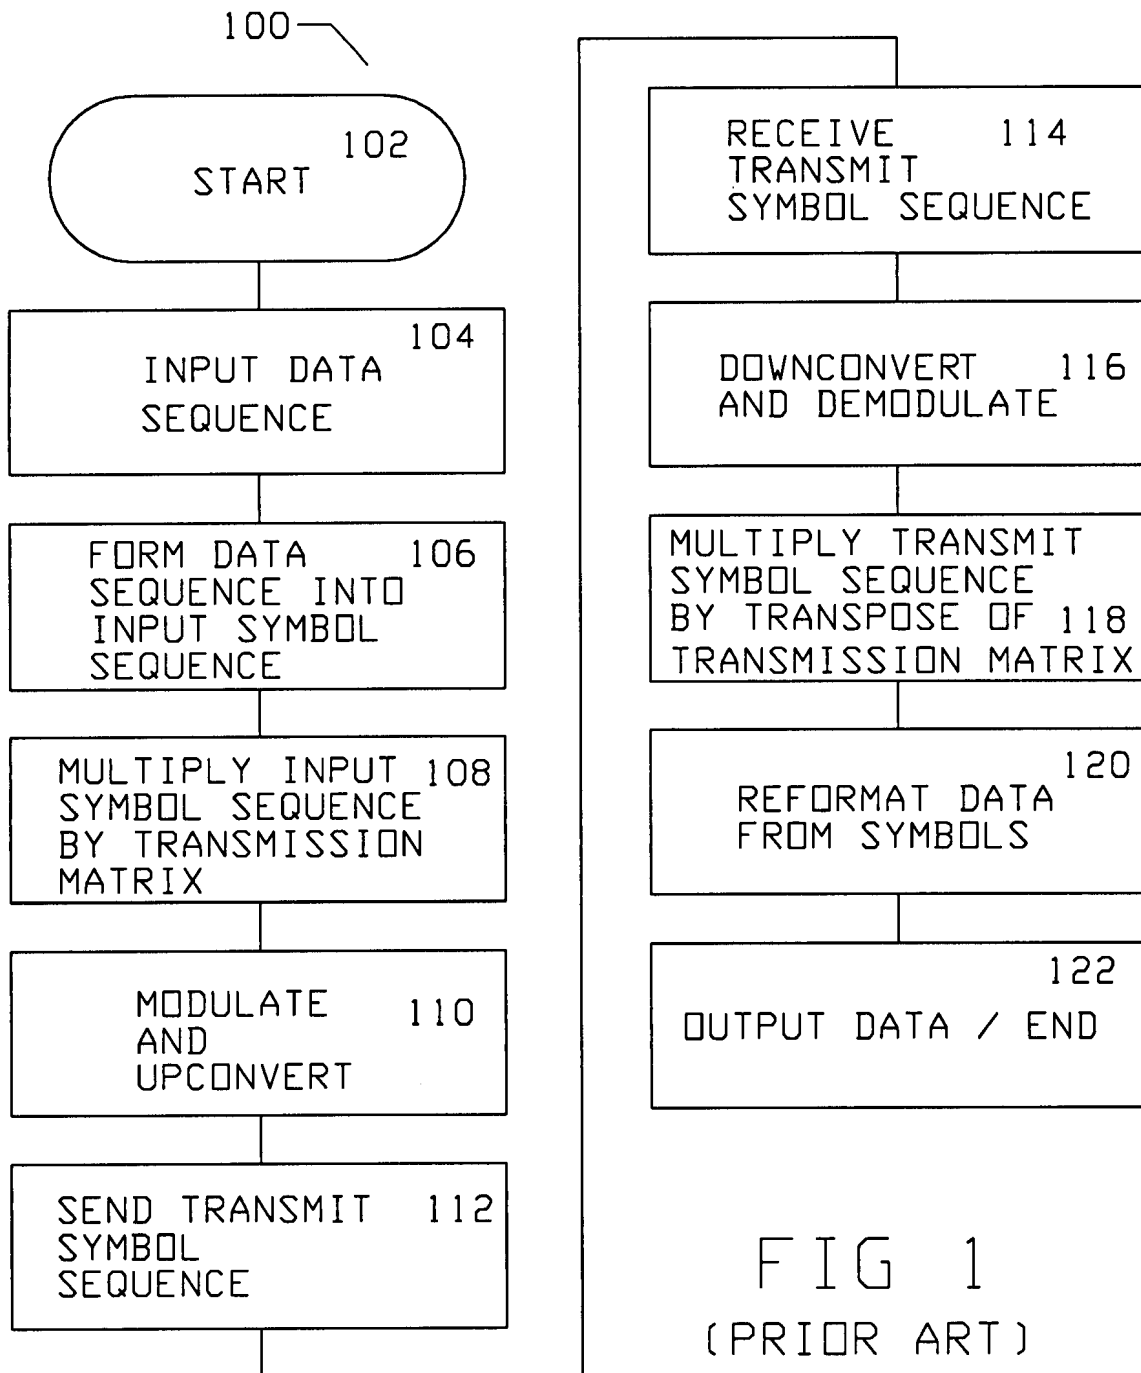 100
102
START
104
INPUT DATA
SEQUENCE
FORM DATA 106
SEQUENCE INTO
INPUT SYMBOL
SEQUENCE
MULTIPLY INPUT 108
SYMBOL SEQUENCE
BY TRANSMISSION
MATRIX
MODULATE 110
AND
UPCONVERT
SEND TRANSMIT 112
SYMBOL
SEQUENCE
RECEIVE 114
TRANSMIT
SYMBOL SEQUENCE
DOWNCONVERT 116
AND DEMODULATE
MULTIPLY TRANSMIT
SYMBOL SEQUENCE
BY TRANSPOSE OF 118
TRANSMISSION MATRIX
120
REFORMAT DATA
FROM SYMBOLS
122
OUTPUT DATA / END
FIG 1
(PRIOR ART)